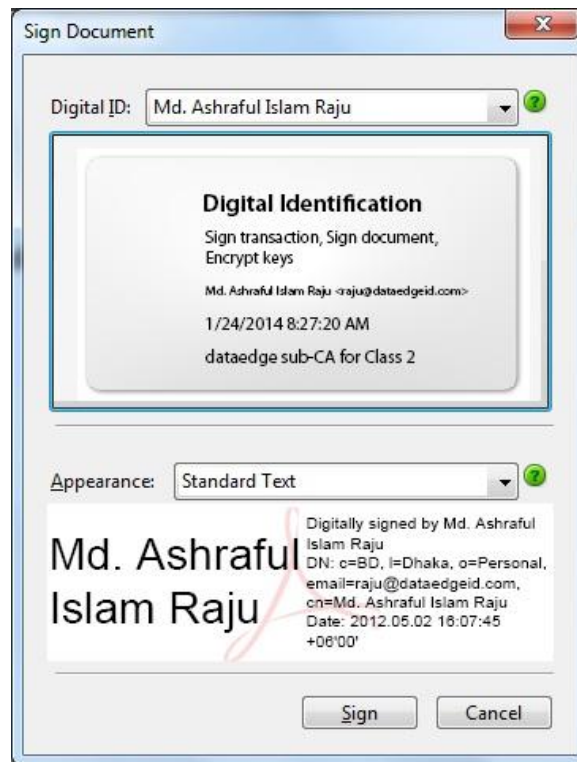 Sign Document
Digital ID: Md. Ashraful Islam Raju
Digital Identification
Sign transaction, Sign document,
Encrypt keys
Md. Ashraful Islam Raju <raju@dataedgeid.com>
1/24/2014 8:27:20 AM
dataedge sub-CA for Class 2
Appearance: Standard Text
Md. Ashraful
Islam Raju
Digitally signed by Md. Ashraful
Islam Raju
DN: c=BD, l=Dhaka, o=Personal,
email=raju@dataedgeid.com,
cn=Md. Ashraful Islam Raju
Date: 2012.05.02 16:07:45
+06'00'
Sign Cancel